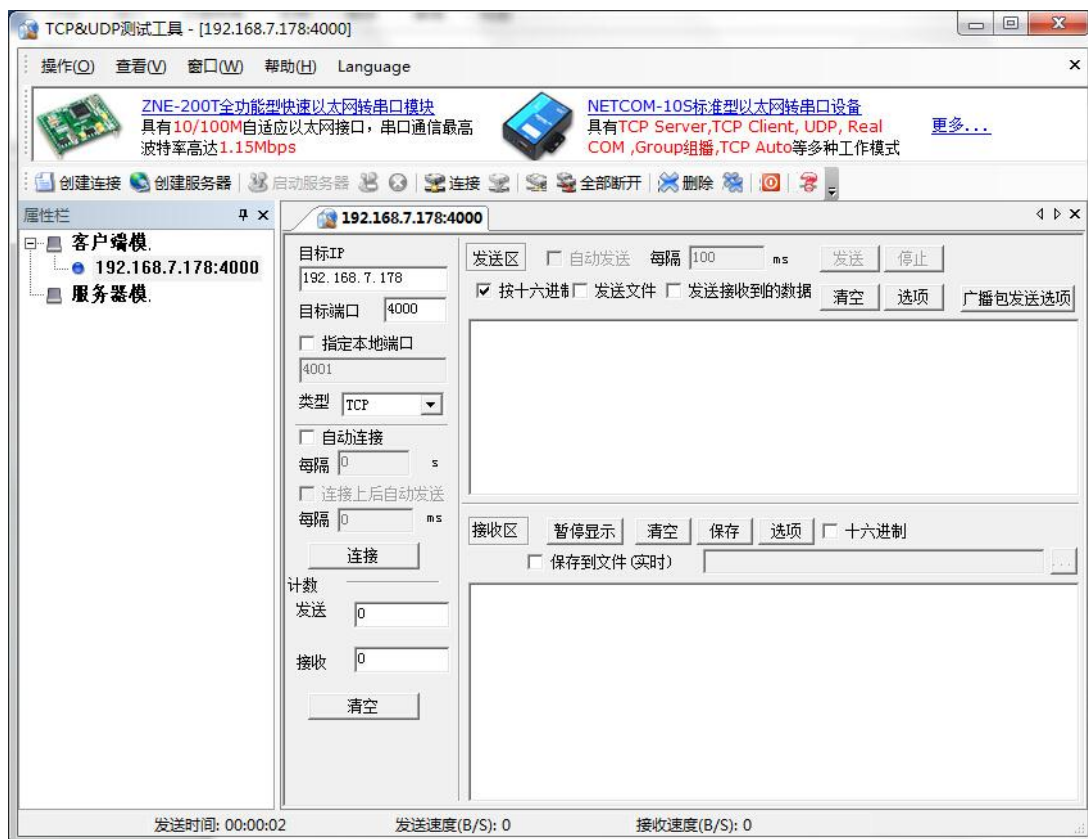 TCP&UDP测试工具 - [192.168.7.178:4000]
操作(O) 查看(V) 窗口(W) 帮助(H) Language
ZNE-200T全功能型快速以太网转串口模块
具有10/100M自适应以太网接口，串口通信最高
波特率高达1.15Mbps
NETCOM-10S标准型以太网转串口设备
具有TCP Server,TCP Client, UDP, Real
COM ,Group组播,TCP Auto等多种工作模式
更多...
创建连接 创建服务器 启动服务器 连接 全部断开 删除
属性栏
客户端模
192.168.7.178:4000
服务器模
192.168.7.178:4000
目标IP
192.168.7.178
目标端口 4000
指定本地端口
4001
类型 TCP
自动连接
每隔 0 s
连接上后自动发送
每隔 0 ms
连接
计数
发送 0
接收 0
清空
发送区 自动发送 每隔 100 ms 发送 停止
按十六进制 发送文件 发送接收到的数据 清空 选项 广播包发送选项
接收区 暂停显示 清空 保存 选项 十六进制
保存到文件(实时) ...
发送时间: 00:00:02 发送速度(B/S): 0 接收速度(B/S): 0